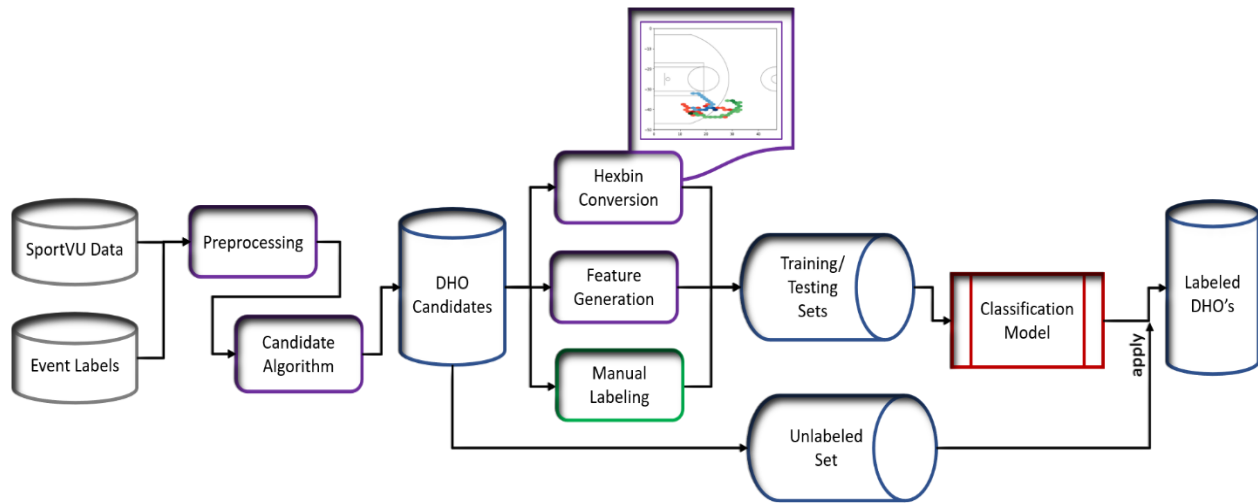 SportVU Data
Event Labels
Preprocessing
Candidate
Algorithm
DHO
Candidates
Hexbin
Conversion
Feature
Generation
Manual
Labeling
Training/
Testing
Sets
Unlabeled
Set
Classification
Model
apply
Labeled
DHO's